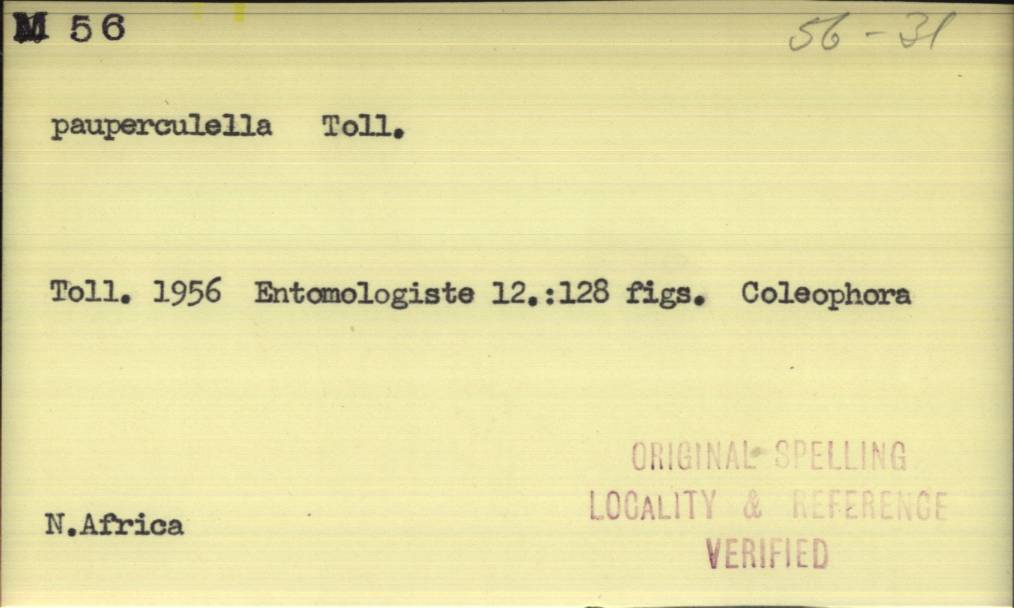 M 56
56-31
pauperculella Toll.
Toll. 1956 Entomologiste 12.:128 figs. Coleophora
ORIGINAL SPELLING
LOCALITY & REFERENCE
VERIFIED
N.Africa